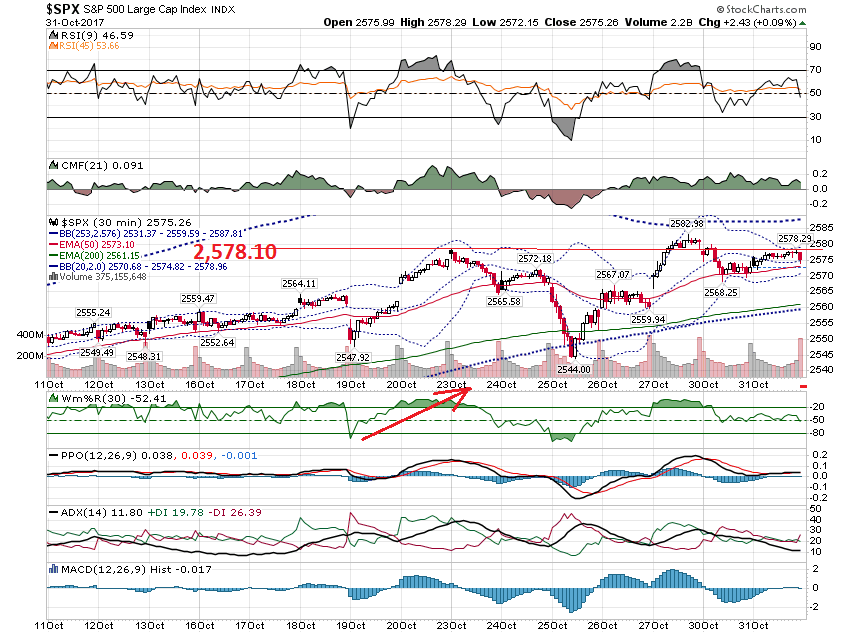 $SPX S&P 500 Large Cap Index INDX © StockCharts.com
31-Oct-2017 Open 2575.99 High 2578.29 Low 2572.15 Close 2575.26 Volume 2.2B Chg +2.43 (+0.09%)
RSI(9) 46.59
RSI(45) 53.66
90
70
50
30
10
CMF(21) 0.091
0.2
0.0
-0.2
$SPX (30 min) 2575.26
BB(253,2.576) 2531.37 - 2559.59 - 2587.81
EMA(50) 2573.10
EMA(200) 2561.15
BB(20,2.0) 2570.68 - 2574.82 - 2578.96
Volume 375,155,648
2,578.10
2582.98
2578.29
2572.18
2567.07
2564.11
2565.58
2568.25
2559.47
2559.94
2555.24
2552.64
2549.49
2548.31
2547.92
2544.00
2585
2580
2575
2570
2565
2560
2555
2550
2545
2540
400M
200M
11Oct 12Oct 13Oct 16Oct 17Oct 18Oct 19Oct 20Oct 23Oct 24Oct 25Oct 26Oct 27Oct 30Oct 31Oct
Wm%R(30) -52.41
-20
-50
-80
PPO(12,26,9) 0.038, 0.039, -0.001
0.2
0.1
0.0
-0.1
-0.2
ADX(14) 11.80 +DI 19.78 -DI 26.39
50
40
30
20
10
MACD(12,26,9) Hist -0.017
2
0
-2
11Oct 12Oct 13Oct 16Oct 17Oct 18Oct 19Oct 20Oct 23Oct 24Oct 25Oct 26Oct 27Oct 30Oct 31Oct